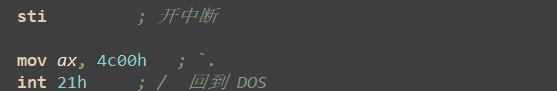 sti ; 开中断
mov ax, 4c00h ; `.
int 21h ; / 回到 DOS